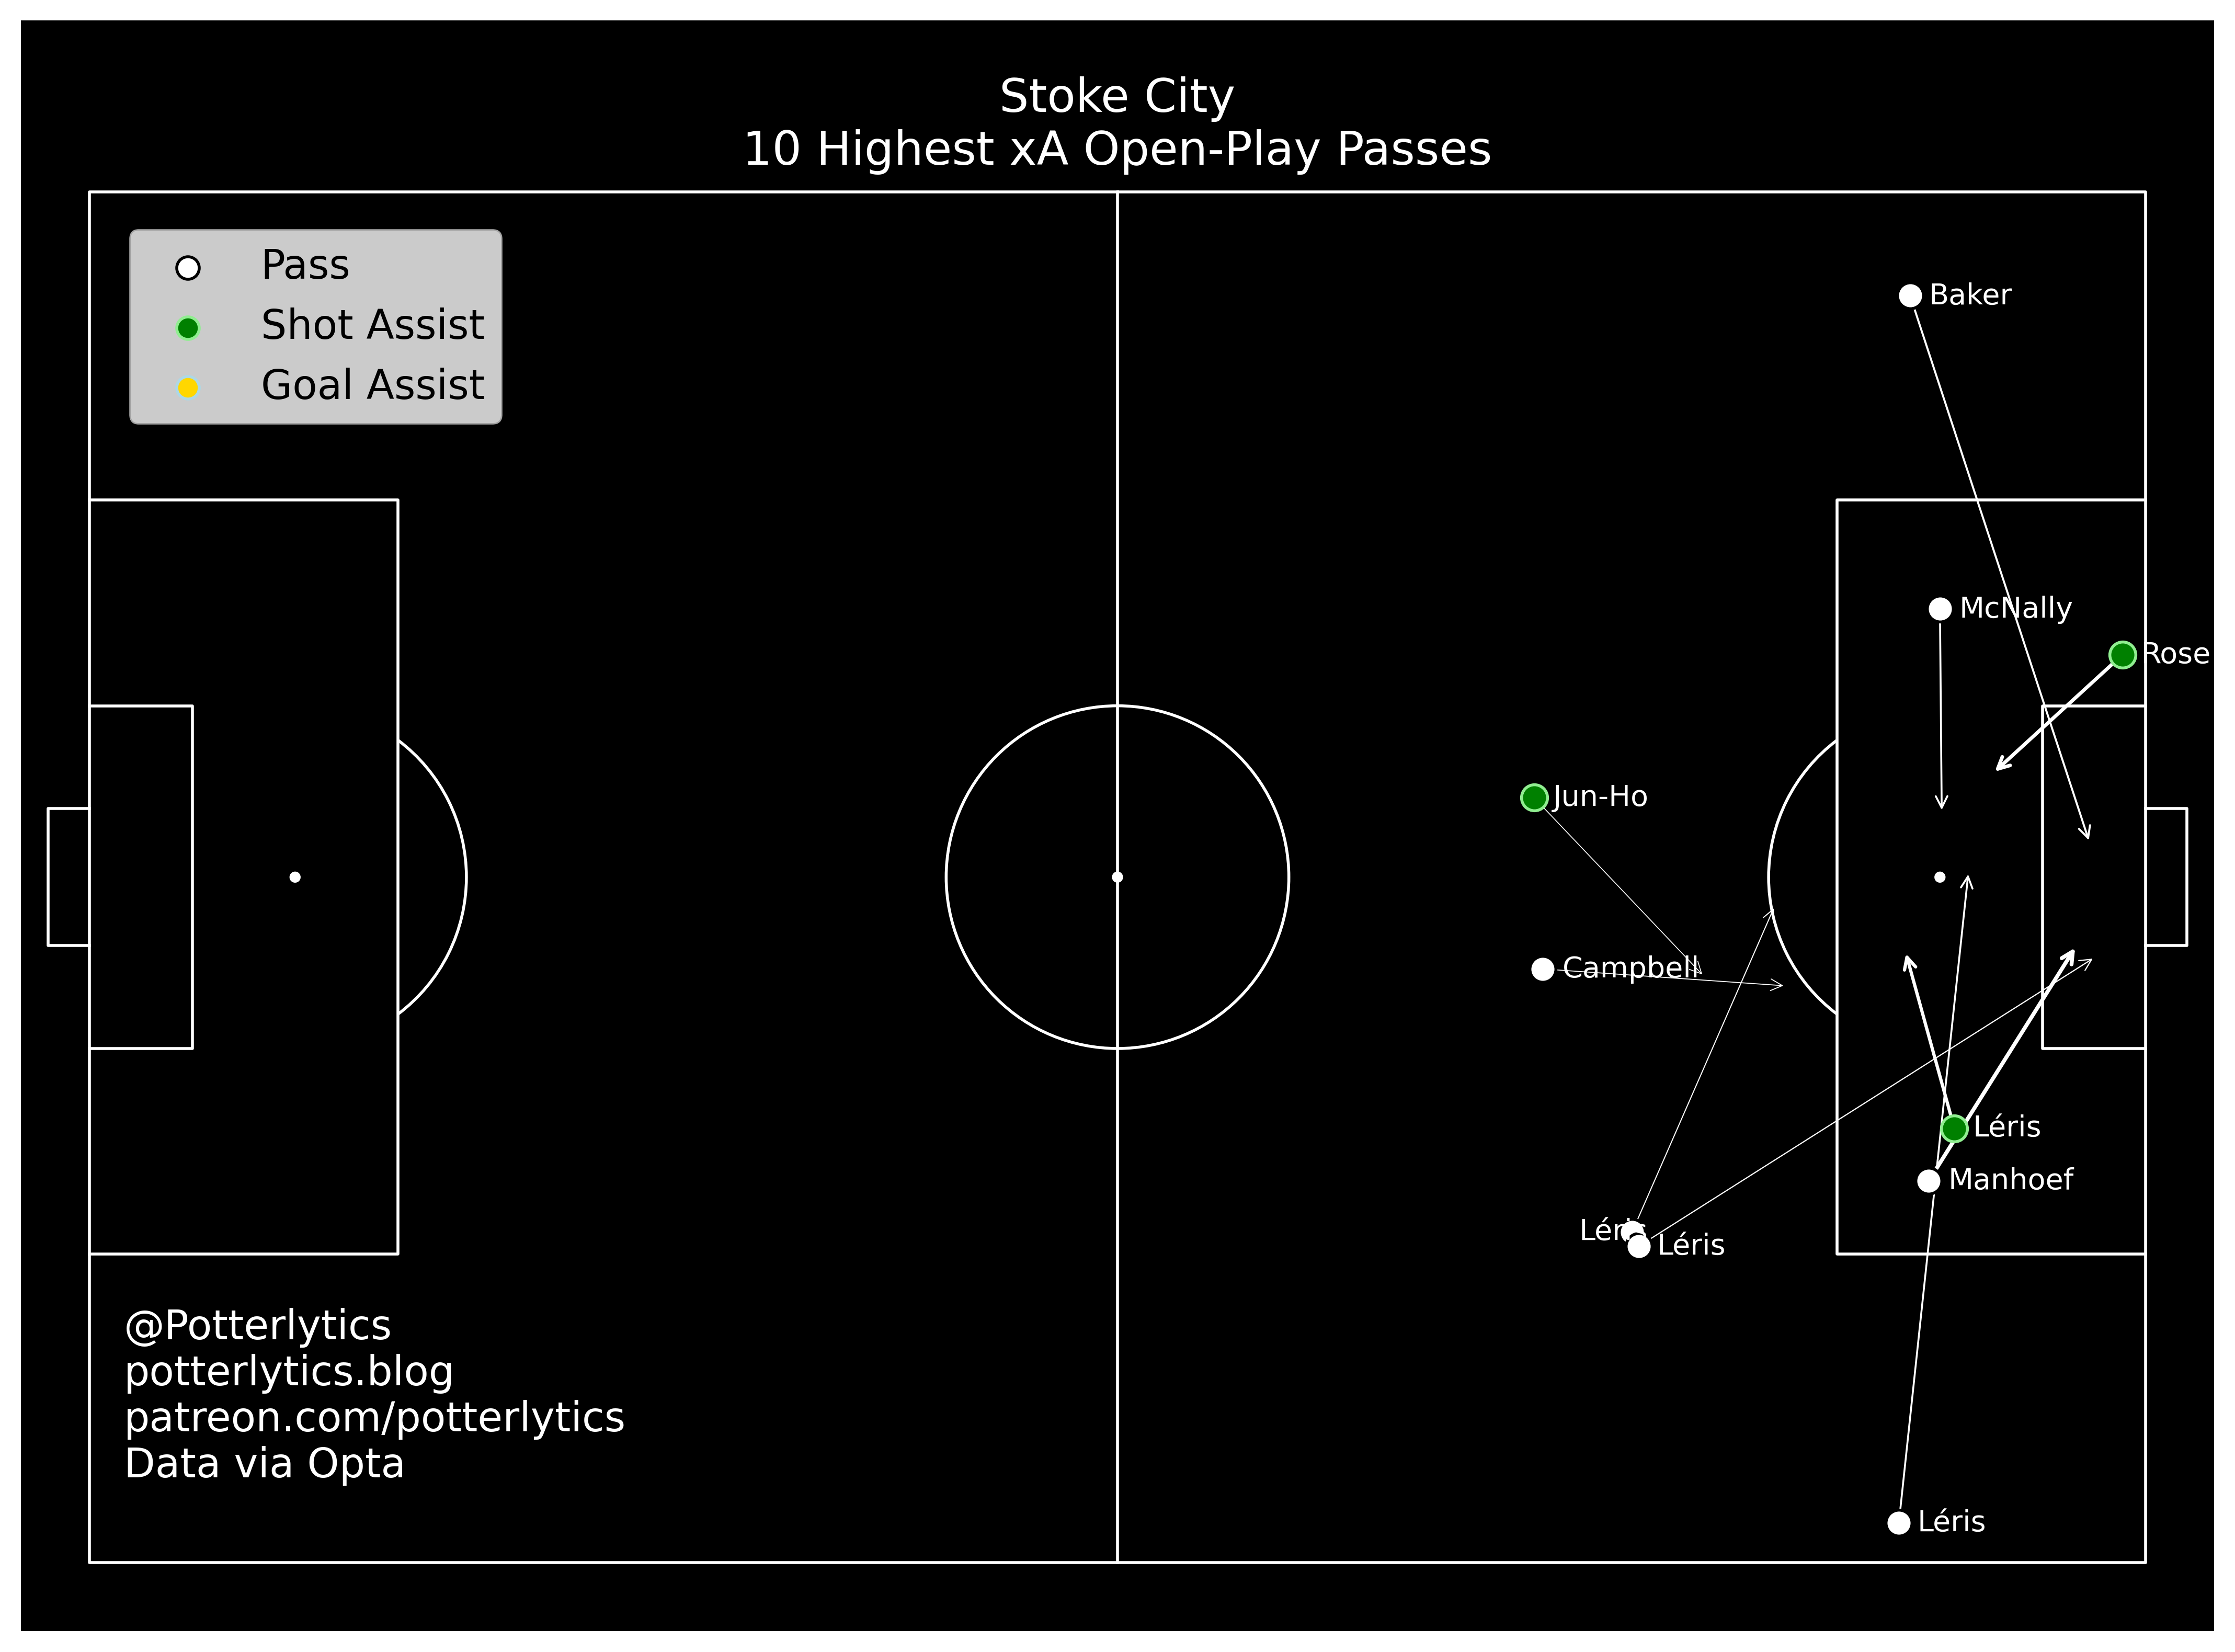 Stoke City
10 Highest xA Open-Play Passes
Pass
Shot Assist
Goal Assist
Baker
McNally
Rose
Jun-Ho
Campbell
Léris
Manhoef
Léris
Léris
Léris
@Potterlytics
potterlytics.blog
patreon.com/potterlytics
Data via Opta